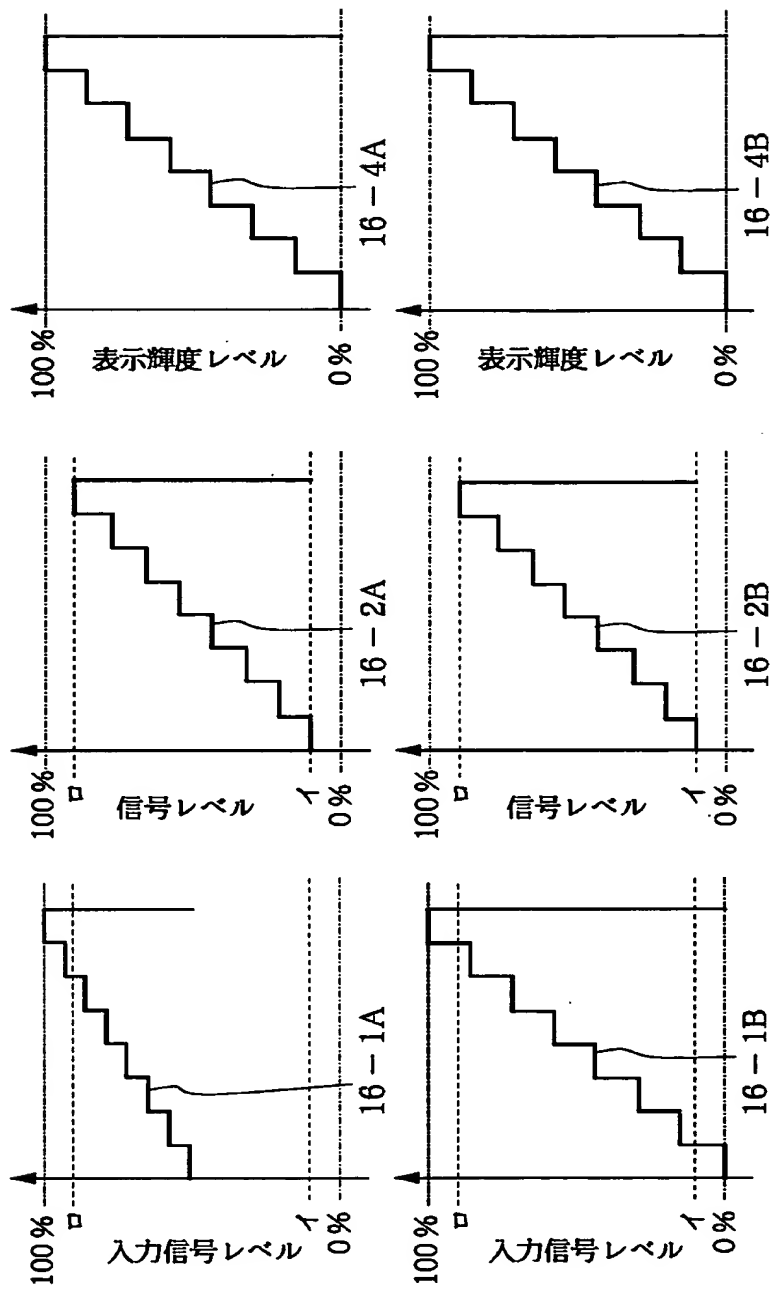 100%
表示輝度レベル
0%
16-4A
100%
表示輝度レベル
0%
16-4B
100%
ロ
信号レベル
イ
0%
16-2A
100%
ロ
信号レベル
イ
0%
16-2B
100%
ロ
入力信号レベル
イ
0%
16-1A
100%
ロ
入力信号レベル
イ
0%
16-1B